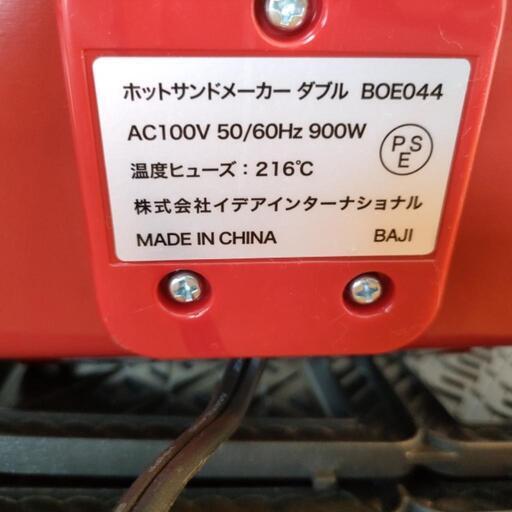 ホットサンドメーカー ダブル BOE044
AC100V 50/60Hz 900W
PSE
温度ヒューズ：216℃
株式会社イデアインターナショナル
MADE IN CHINA BAJI